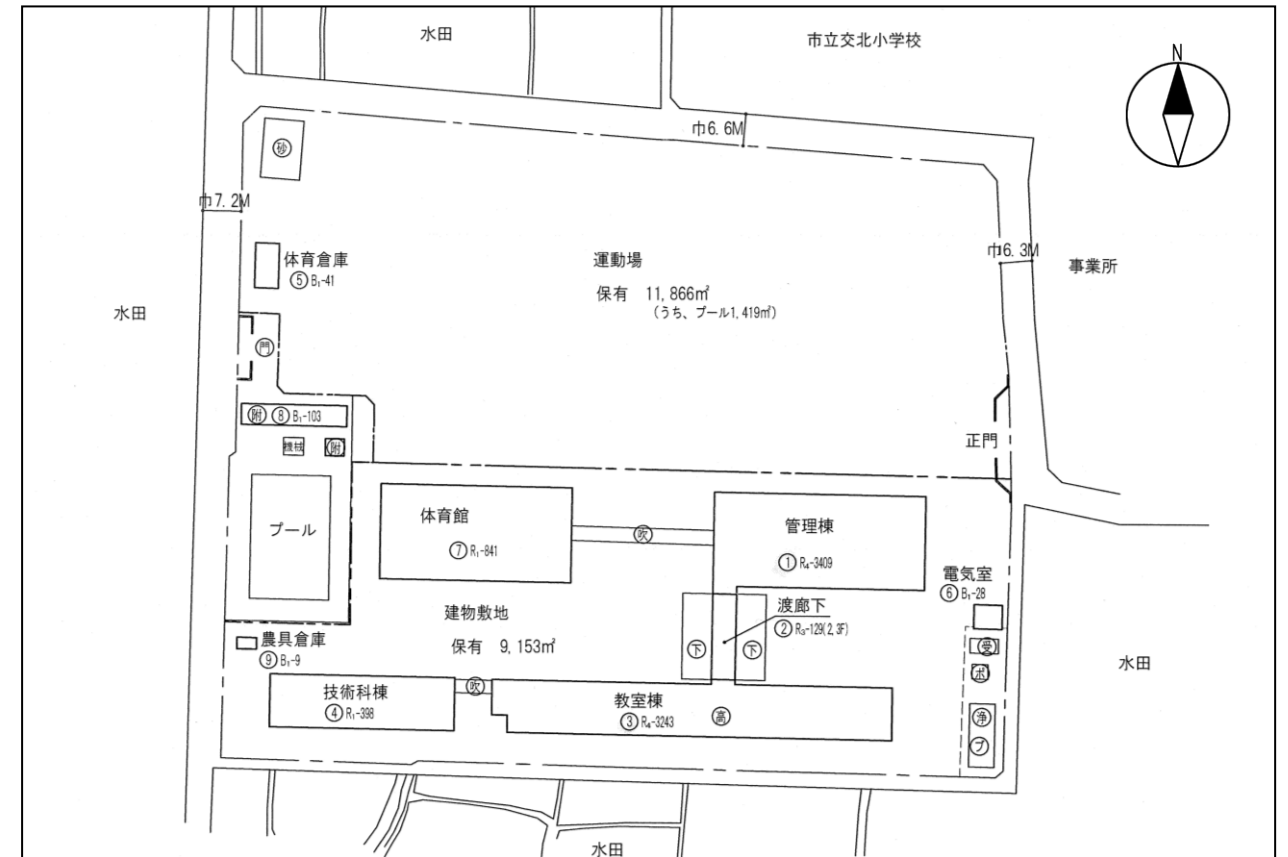 水田
市立交北小学校
N
巾6.6M
砂
巾7.2M
巾6.3M
体育倉庫
⑤ B₁-41
運動場
保有 11,866㎡
(うち、プール1,419㎡)
事業所
水田
門
附 ⑧ B₁-103
機械
附
正門
プール
体育館
⑦ R₁-841
吹
管理棟
① R₄-3409
電気室
⑥ B₁-28
渡廊下
② R₃-129(2,3F)
下
下
建物敷地
保有 9,153㎡
農具倉庫
⑨ B₁-9
受
ポ
水田
技術科棟
④ R₁-398
吹
教室棟
③ R₄-3243
高
浄
プ
水田